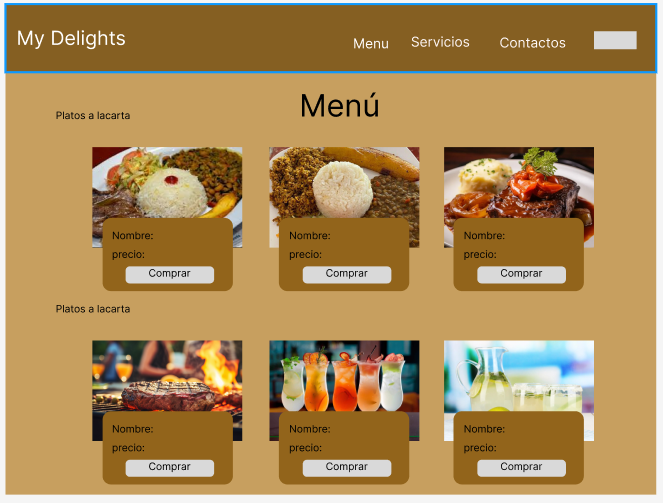 My Delights
Menu Servicios Contactos
Menú
Platos a lacarta
Nombre: Nombre: Nombre:
precio: precio: precio:
Comprar Comprar Comprar
Platos a lacarta
Nombre: Nombre: Nombre:
precio: precio: precio:
Comprar Comprar Comprar